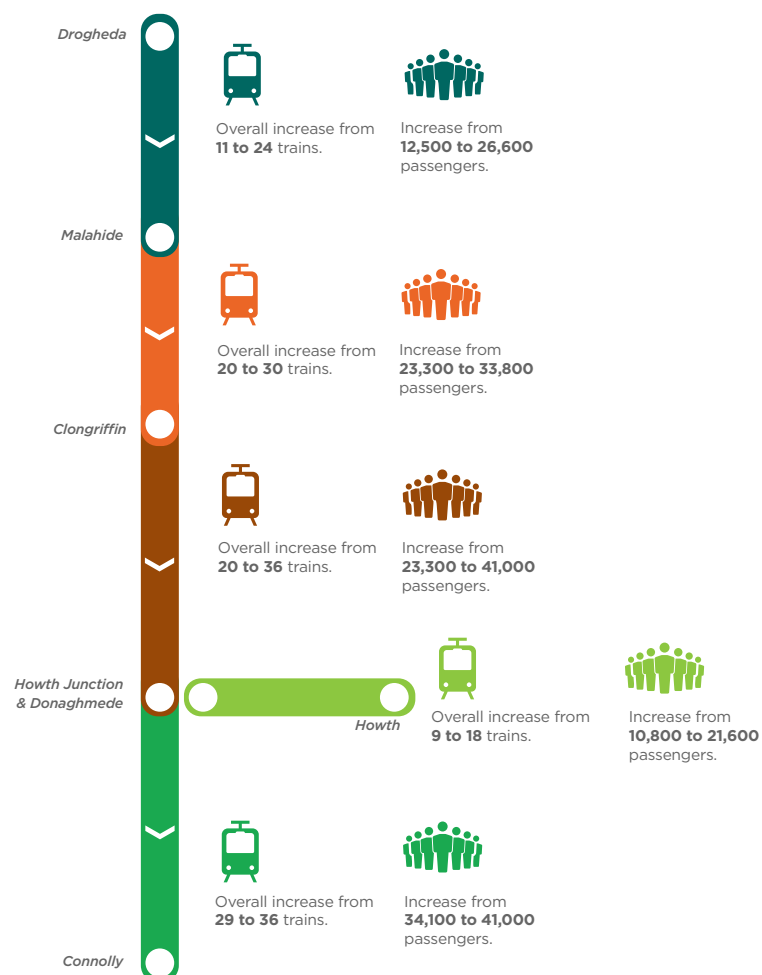 Drogheda
Overall increase from
11 to 24 trains.
Increase from
12,500 to 26,600
passengers.
Malahide
Overall increase from
20 to 30 trains.
Increase from
23,300 to 33,800
passengers.
Clongriffin
Overall increase from
20 to 36 trains.
Increase from
23,300 to 41,000
passengers.
Howth Junction
& Donaghmede
Howth
Overall increase from
9 to 18 trains.
Increase from
10,800 to 21,600
passengers.
Overall increase from
29 to 36 trains.
Increase from
34,100 to 41,000
passengers.
Connolly